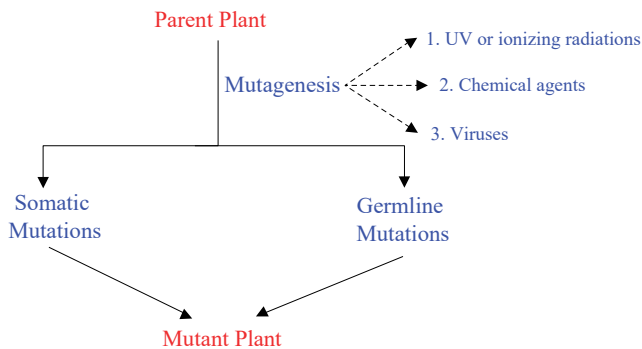 Parent Plant
1. UV or ionizing radiations
Mutagenesis
2. Chemical agents
3. Viruses
Somatic
Mutations
Germline
Mutations
Mutant Plant